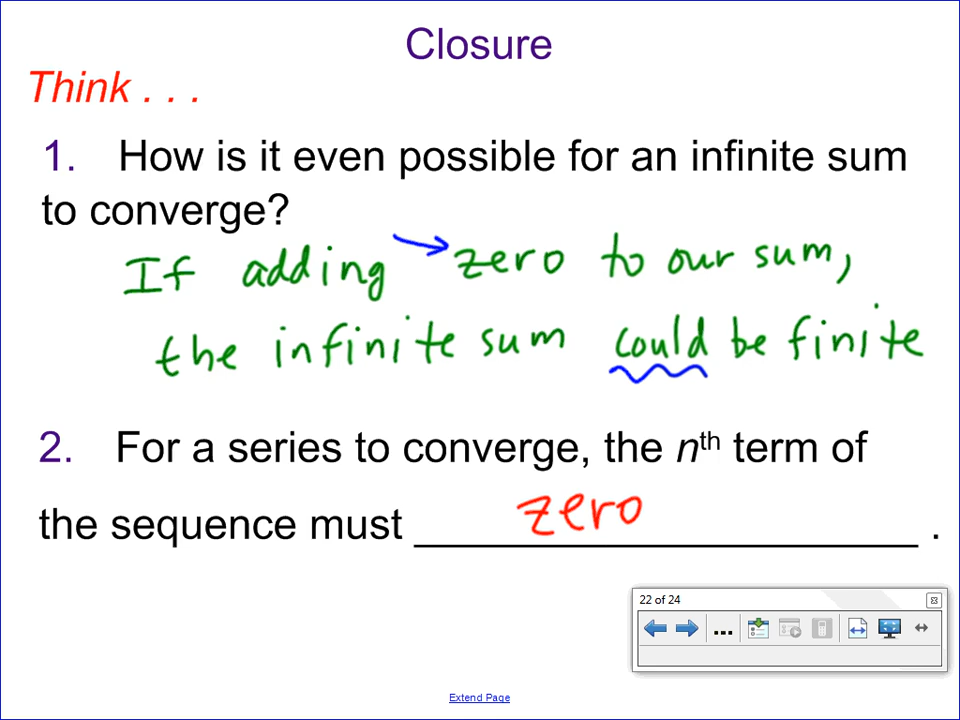 Closure
Think . . .
1. How is it even possible for an infinite sum
to converge?
If adding → zero to our sum,
the infinite sum could be finite
2. For a series to converge, the nth term of
the sequence must ____zero____ .
22 of 24
...
Extend Page